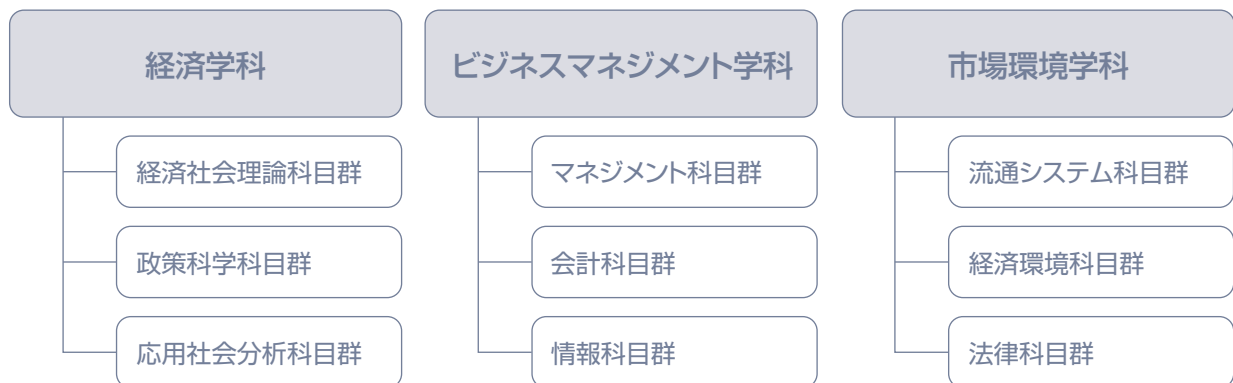 経済学科
経済社会理論科目群
政策科学科目群
応用社会分析科目群
ビジネスマネジメント学科
マネジメント科目群
会計科目群
情報科目群
市場環境学科
流通システム科目群
経済環境科目群
法律科目群